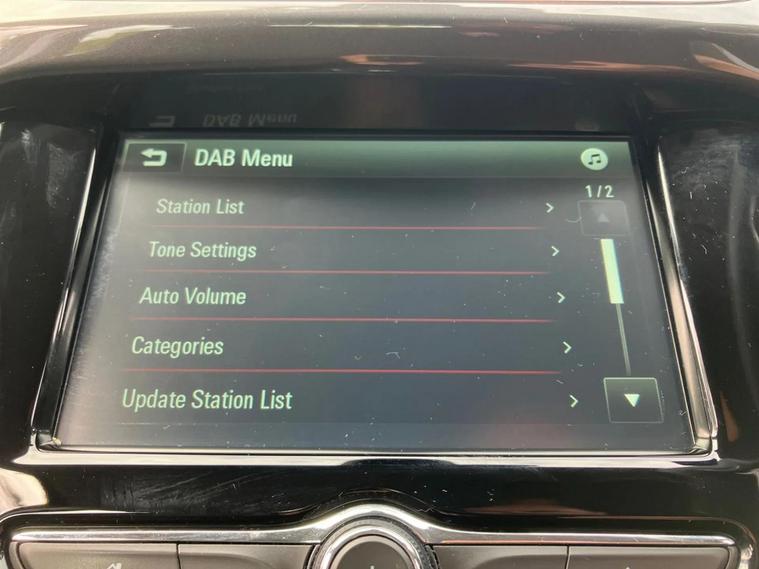 DAB Menu
1/2
Station List
Tone Settings
Auto Volume
Categories
Update Station List